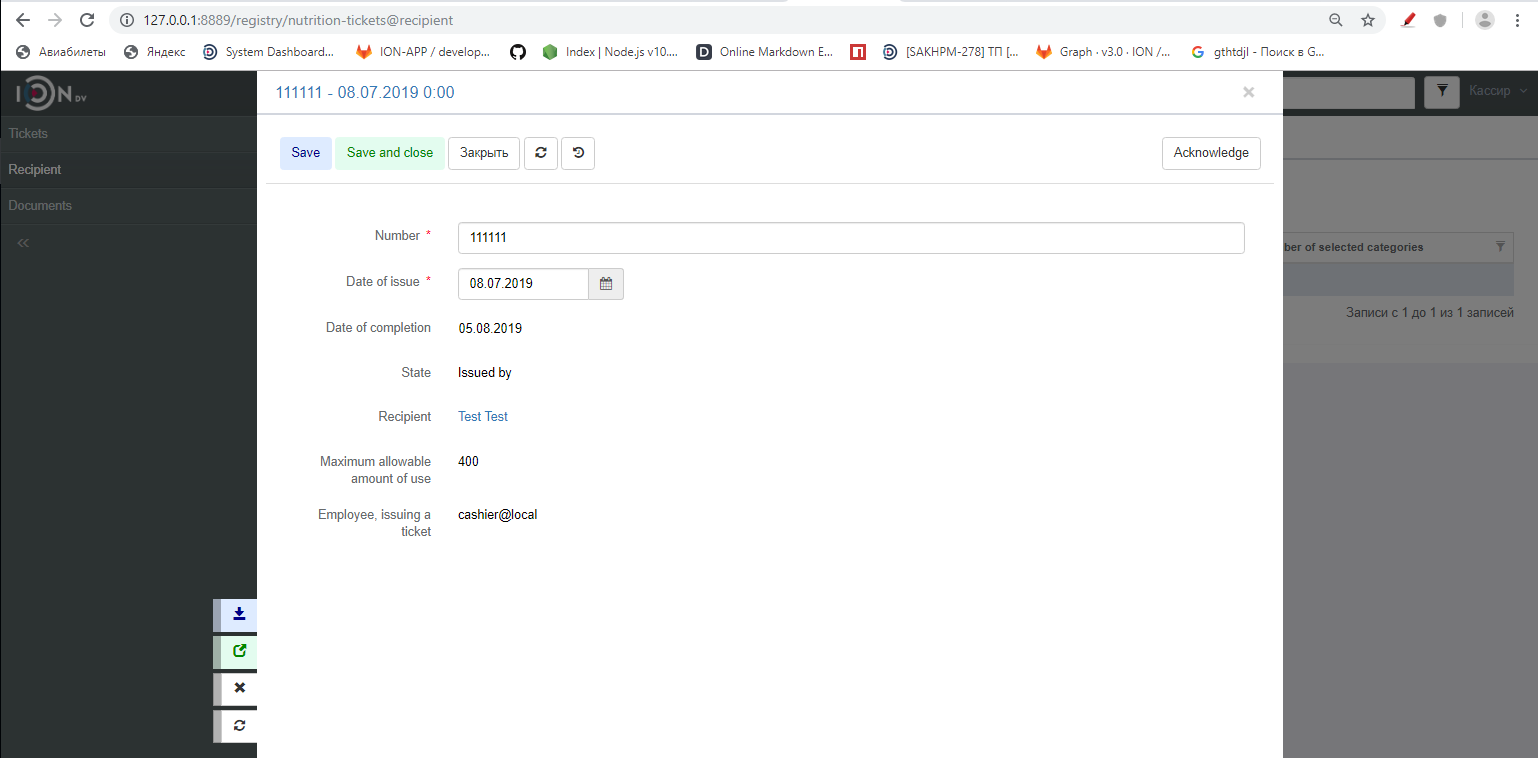 127.0.0.1:8889/registry/nutrition-tickets@recipient
Авиабилеты Яндекс System Dashboard... ION-APP / develop... Index | Node.js v10.... Online Markdown E... [SAKHPM-278] ТП [... Graph · v3.0 · ION /... gthtdjl - Поиск в G...
ION DV
111111 - 08.07.2019 0:00
Кассир
Tickets
Recipient
Documents
Save Save and close Закрыть Acknowledge
Number * 111111
ber of selected categories
Date of issue * 08.07.2019
Записи с 1 до 1 из 1 записей
Date of completion 05.08.2019
State Issued by
Recipient Test Test
Maximum allowable 400
amount of use
Employee, issuing a cashier@local
ticket